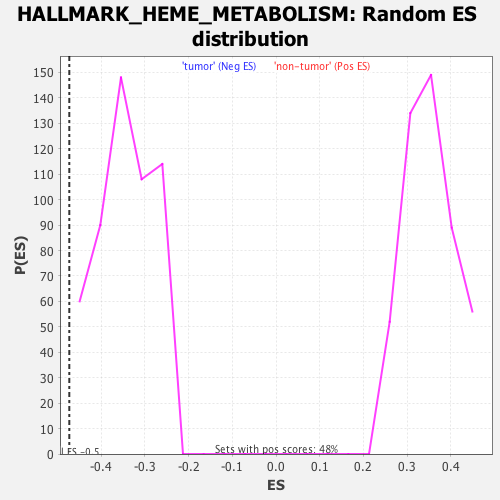 HALLMARK_HEME_METABOLISM: Random ES
distribution
'tumor' (Neg ES) 'non-tumor' (Pos ES)
150
140
130
120
110
100
90
80
70
60
50
40
30
20
10
0
P(ES)
ES -0.5
Sets with pos scores: 48%
-0.4 -0.3 -0.2 -0.1 0.0 0.1 0.2 0.3 0.4
ES